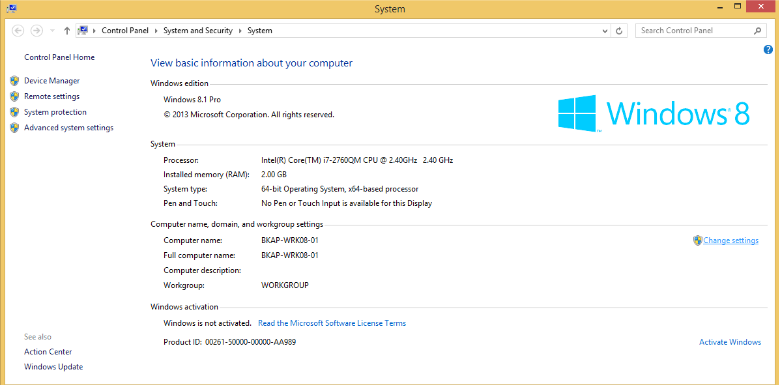 System
Control Panel
System and Security
System
Search Control Panel
Control Panel Home
Device Manager
Remote settings
System protection
Advanced system settings
View basic information about your computer
Windows edition
Windows 8.1 Pro
© 2013 Microsoft Corporation. All rights reserved.
Windows 8
System
Processor: Intel(R) Core(TM) i7-2760QM CPU @ 2.40GHz 2.40 GHz
Installed memory (RAM): 2.00 GB
System type: 64-bit Operating System, x64-based processor
Pen and Touch: No Pen or Touch Input is available for this Display
Computer name, domain, and workgroup settings
Computer name: BKAP-WRK08-01
Change settings
Full computer name: BKAP-WRK08-01
Computer description:
Workgroup: WORKGROUP
Windows activation
Windows is not activated. Read the Microsoft Software License Terms
Product ID: 00261-50000-00000-AA989
Activate Windows
See also
Action Center
Windows Update